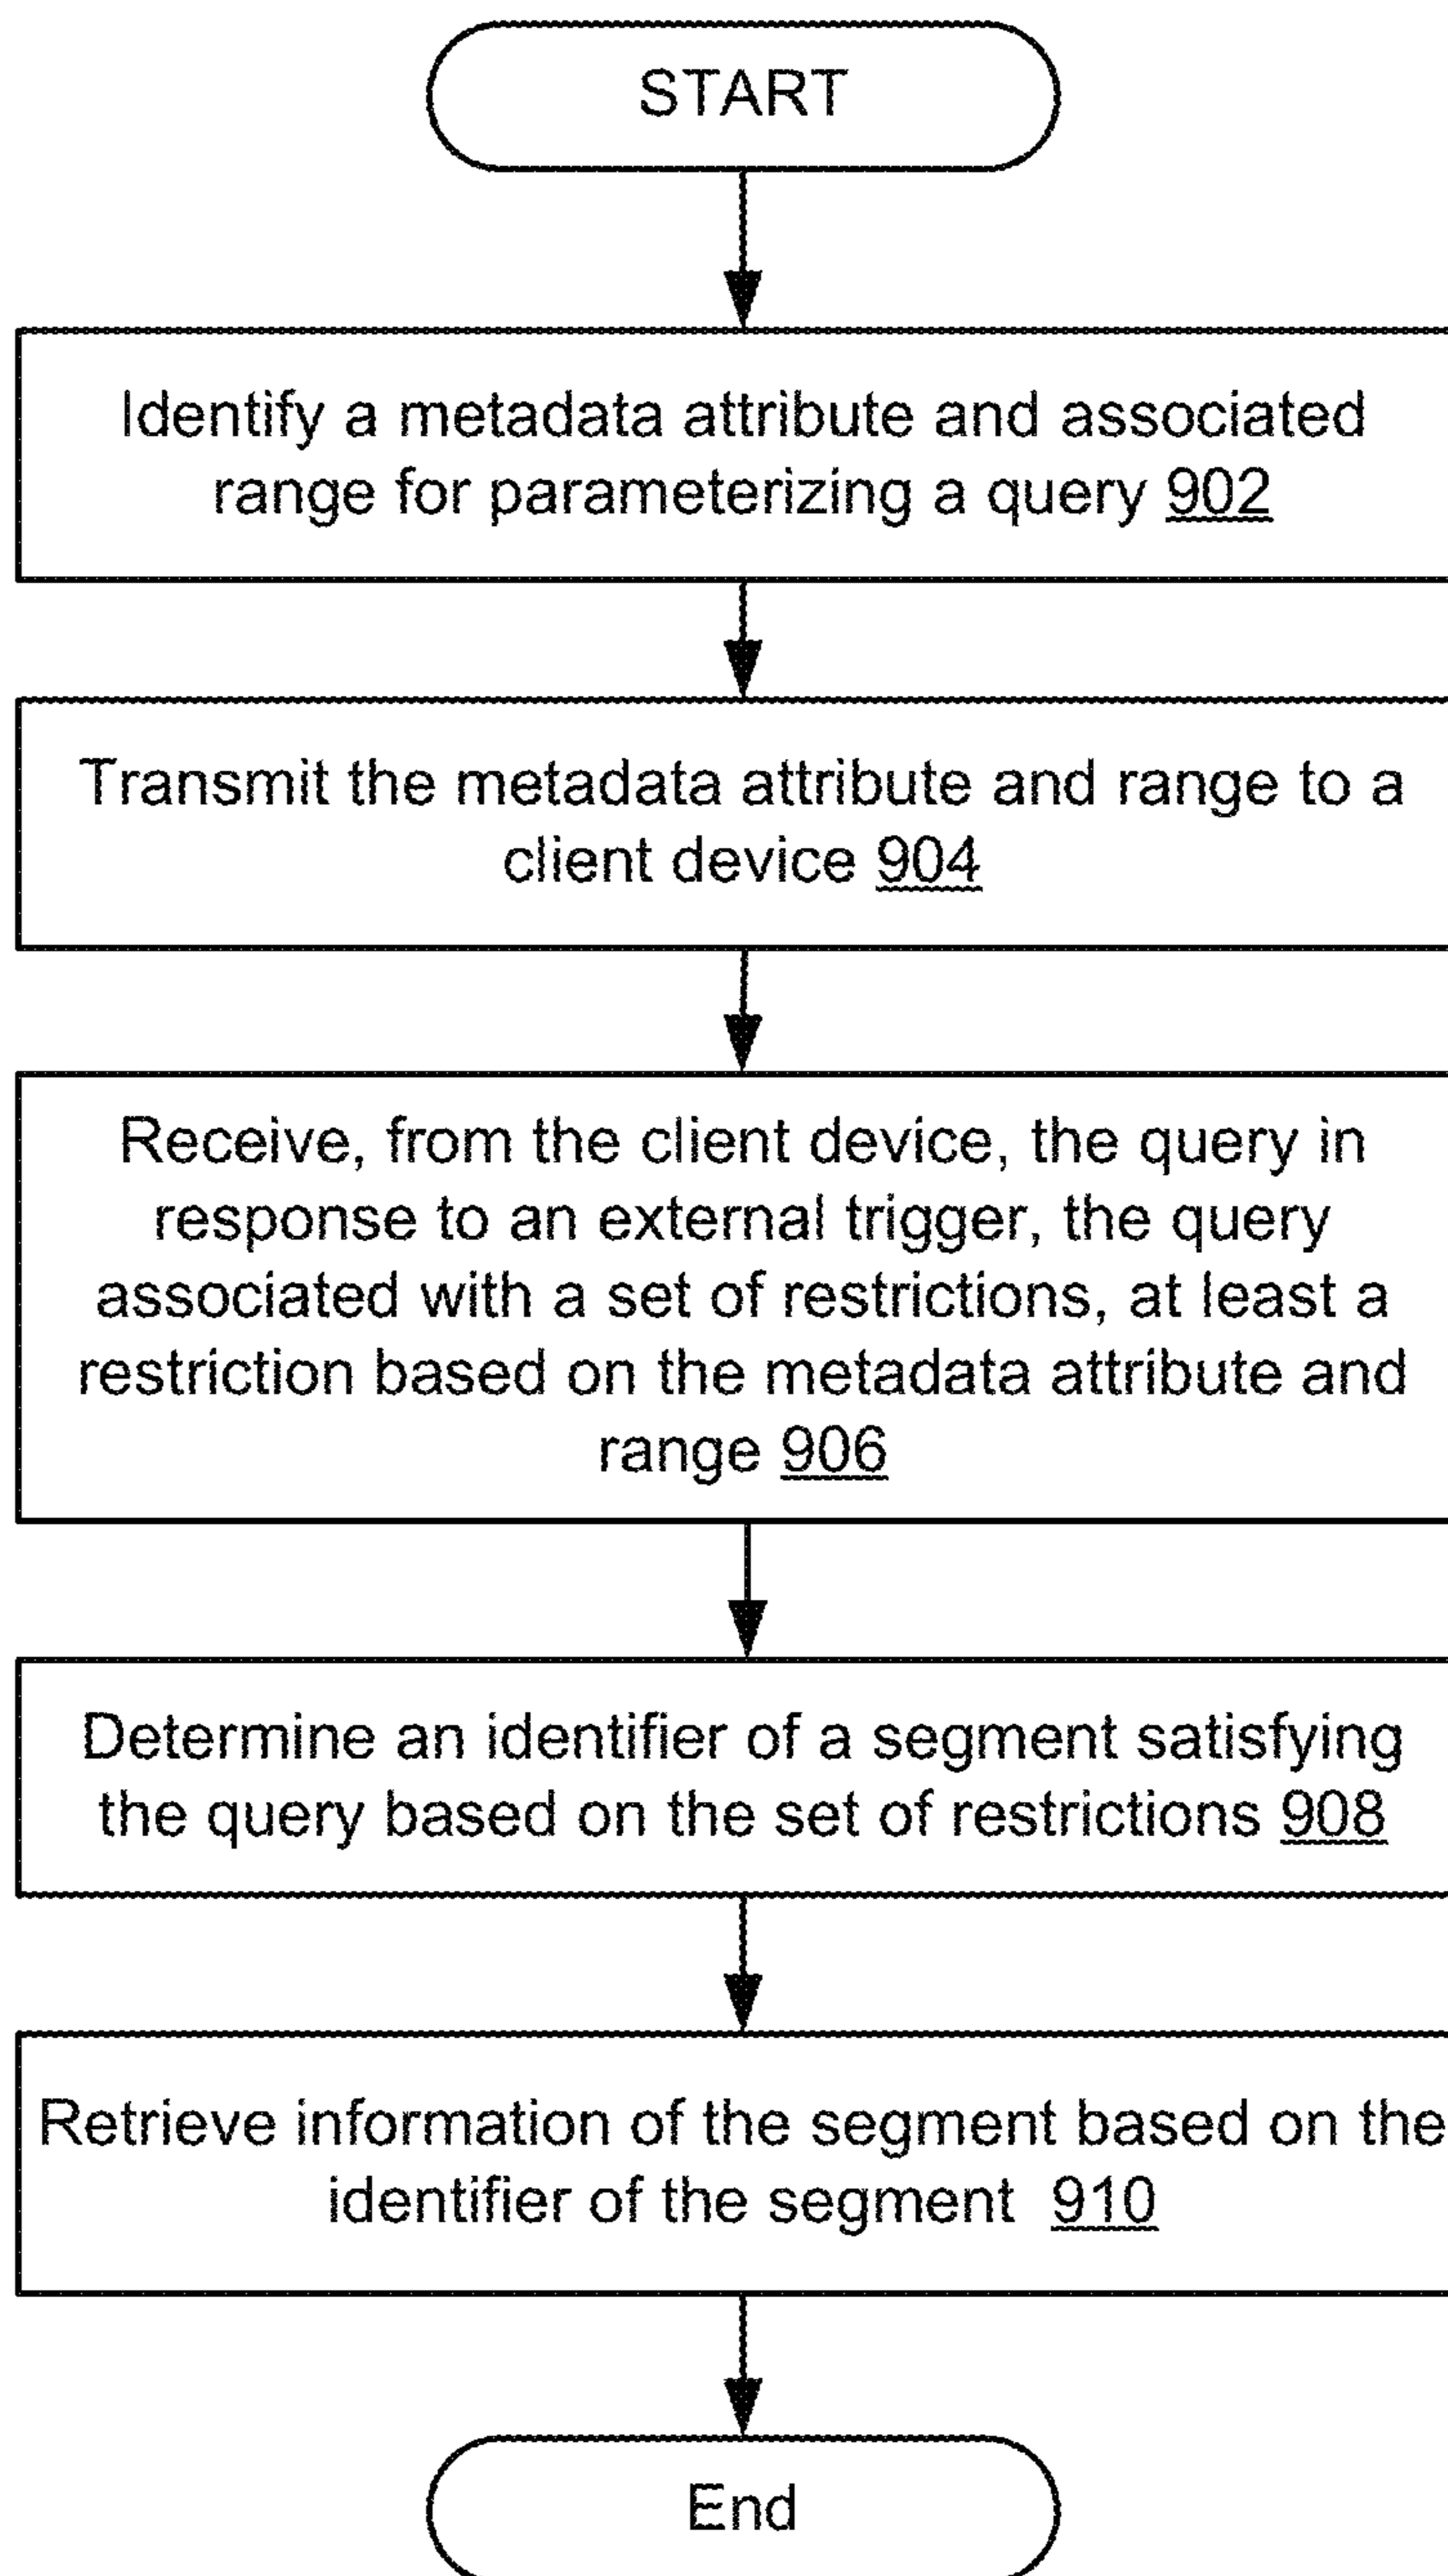 START
Identify a metadata attribute and associated
range for parameterizing a query 902
Transmit the metadata attribute and range to a
client device 904
Receive, from the client device, the query in
response to an external trigger, the query
associated with a set of restrictions, at least a
restriction based on the metadata attribute and
range 906
Determine an identifier of a segment satisfying
the query based on the set of restrictions 908
Retrieve information of the segment based on the
identifier of the segment 910
End